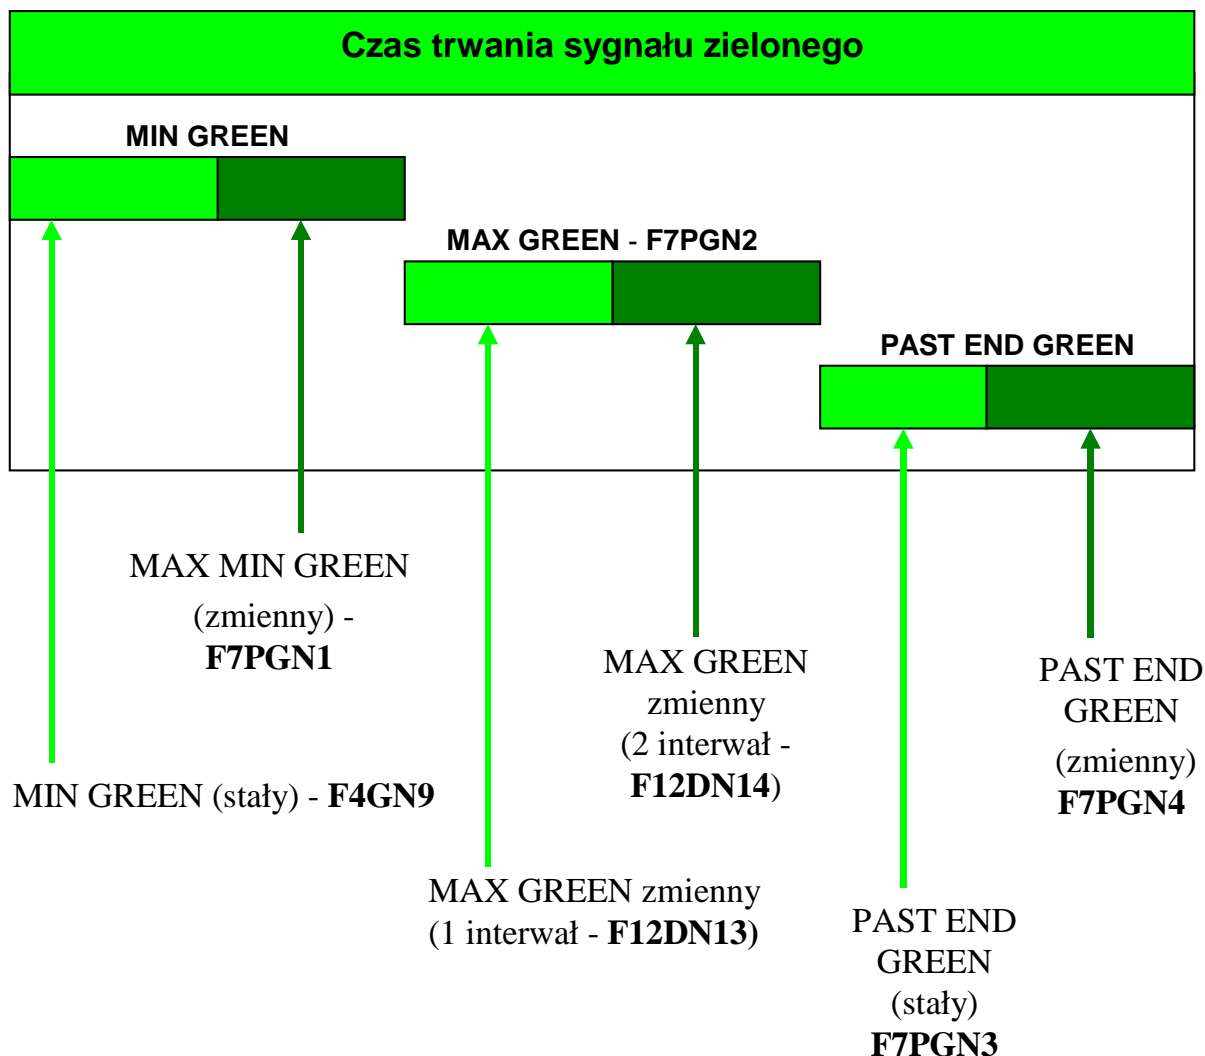 Czas trwania sygnału zielonego
MIN GREEN
MAX GREEN - F7PGN2
PAST END GREEN
MAX MIN GREEN
(zmienny) -
F7PGN1
MAX GREEN
zmienny
(2 interwał -
F12DN14)
PAST END
GREEN
(zmienny)
F7PGN4
MIN GREEN (stały) - F4GN9
MAX GREEN zmienny
(1 interwał - F12DN13)
PAST END
GREEN
(stały)
F7PGN3